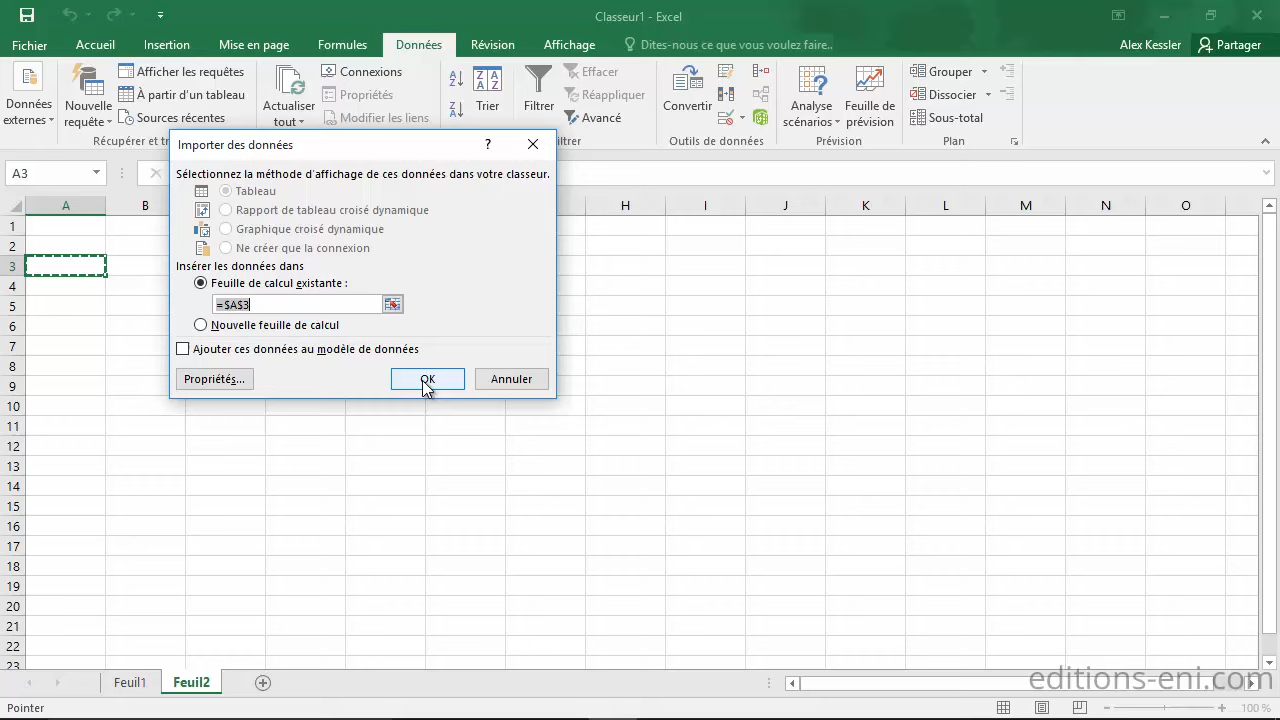 Classeur1 - Excel
Fichier Accueil Insertion Mise en page Formules Données Révision Affichage Dites-nous ce que vous voulez faire.. Alex Kessler Partager
Données externes
Nouvelle requête
Afficher les requêtes
À partir d'un tableau
Sources récentes
Récupérer et tr
Actualiser tout
Connexions
Propriétés
Modifier les liens
Trier
Filtrer
Effacer
Réappliquer
Avancé
Convertir
Outils de données
Analyse scénarios
Feuille de prévision
Prévision
Grouper
Dissocier
Sous-total
Plan
A3
Importer des données
Sélectionnez la méthode d'affichage de ces données dans votre classeur.
Tableau
Rapport de tableau croisé dynamique
Graphique croisé dynamique
Ne créer que la connexion
Insérer les données dans
Feuille de calcul existante :
=$A$3
Nouvelle feuille de calcul
Ajouter ces données au modèle de données
Propriétés... OK Annuler
A B H I J K L M N O
1
2
3
4
5
6
7
8
9
10
11
12
13
14
15
16
17
18
19
20
21
22
23
Feuil1 Feuil2
editions-eni.com
Pointer 100 %